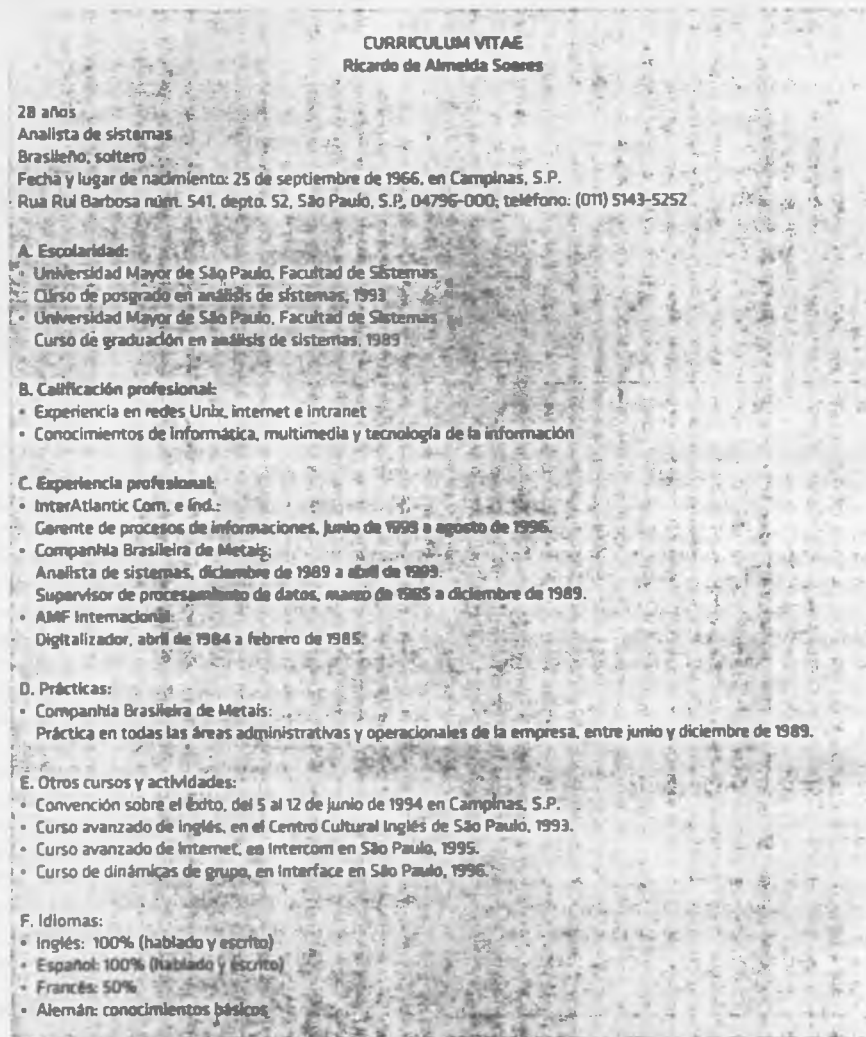 CURRICULUM VITAE
Ricardo de Almeida Soares
28 años
Analista de sistemas
Brasileño, soltero
Fecha y lugar de nacimiento: 25 de septiembre de 1966, en Campinas, S.P.
Rua Rui Barbosa núm. 541, depto. 52, São Paulo, S.P., 04796-000; teléfono: (011) 5143-5252
A. Escolaridad:
• Universidad Mayor de São Paulo, Facultad de Sistemas
Curso de posgrado en análisis de sistemas, 1993
• Universidad Mayor de São Paulo, Facultad de Sistemas
Curso de graduación en análisis de sistemas, 1989
B. Calificación profesional:
• Experiencia en redes Unix, internet e intranet
• Conocimientos de informática, multimedia y tecnología de la información
C. Experiencia profesional:
• InterAtlantic Com. e Ind.:
Gerente de procesos de informaciones, junio de 1993 a agosto de 1996.
• Companhia Brasileira de Metais:
Analista de sistemas, diciembre de 1989 a abril de 1993.
Supervisor de procesamiento de datos, marzo de 1985 a diciembre de 1989.
• AMF Internacional:
Digitalizador, abril de 1984 a febrero de 1985.
D. Prácticas:
• Companhia Brasileira de Metais:
Práctica en todas las áreas administrativas y operacionales de la empresa, entre junio y diciembre de 1989.
E. Otros cursos y actividades:
• Convención sobre el éxito, del 5 al 12 de junio de 1994 en Campinas, S.P.
• Curso avanzado de inglés, en el Centro Cultural Inglés de São Paulo, 1993.
• Curso avanzado de Internet, en Intercom en São Paulo, 1995.
• Curso de dinámicas de grupo, en Interface en São Paulo, 1996.
F. Idiomas:
• Inglés: 100% (hablado y escrito)
• Español: 100% (hablado y escrito)
• Francés: 50%
• Alemán: conocimientos básicos